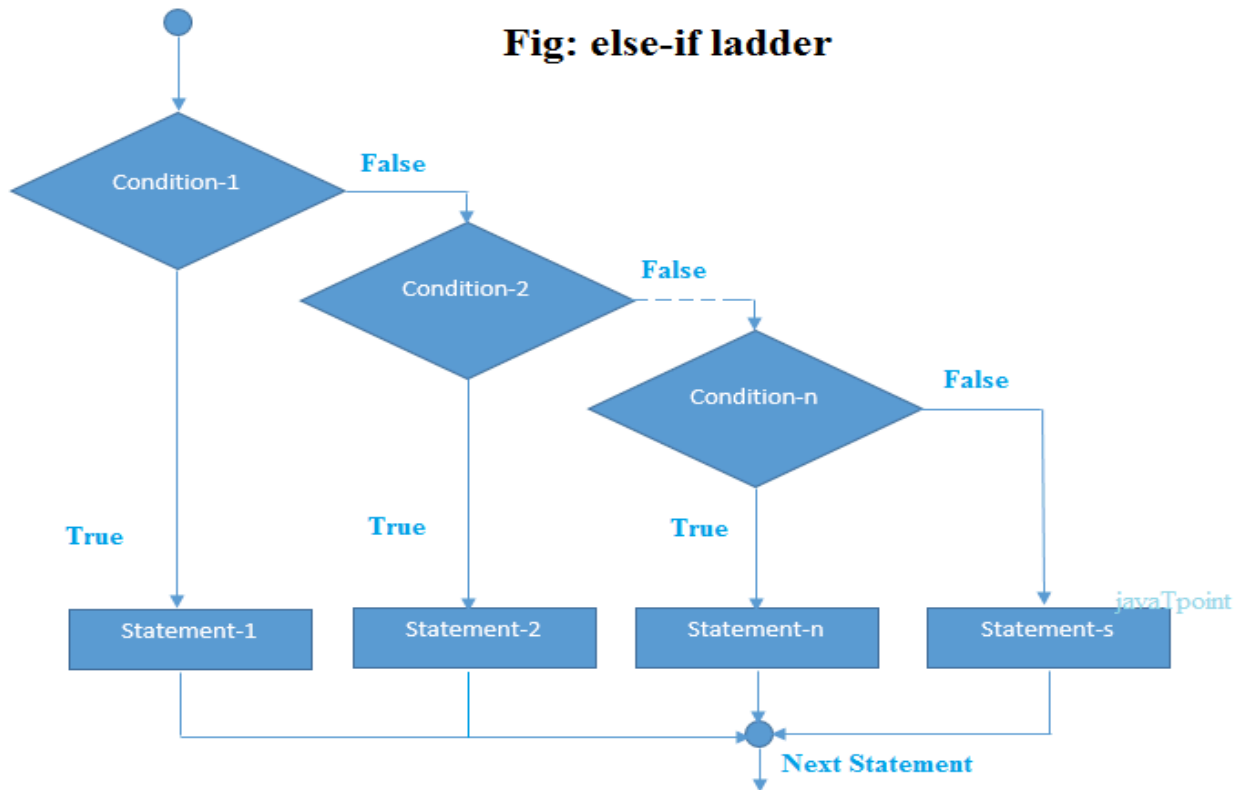 Fig: else-if ladder
Condition-1
False
Condition-2
False
Condition-n
False
True
True
True
javaTpoint
Statement-1
Statement-2
Statement-n
Statement-s
Next Statement